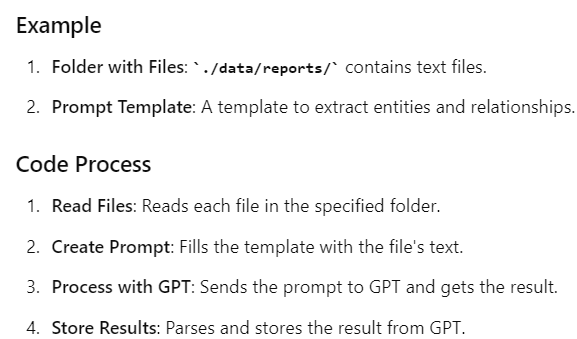 Example
1. Folder with Files: `./data/reports/` contains text files.
2. Prompt Template: A template to extract entities and relationships.
Code Process
1. Read Files: Reads each file in the specified folder.
2. Create Prompt: Fills the template with the file's text.
3. Process with GPT: Sends the prompt to GPT and gets the result.
4. Store Results: Parses and stores the result from GPT.